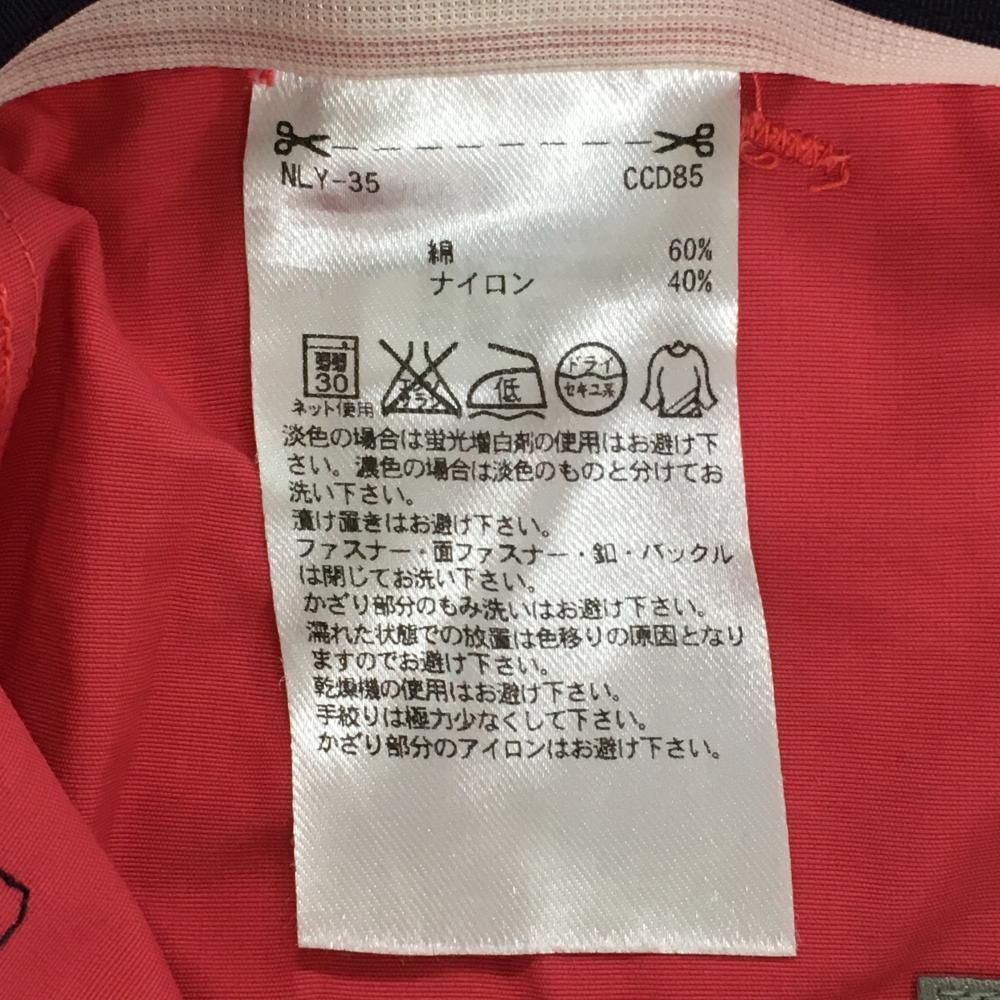 NLY-35 CCD85
綿 60%
ナイロン 40%
30
ネット使用
エンソ
サラシ
低
ドライ
セキユ系
淡色の場合は蛍光増白剤の使用はお避け下
さい。濃色の場合は淡色のものと分けてお
洗い下さい。
漬け置きはお避け下さい。
ファスナー・面ファスナー・釦・バックル
は閉じてお洗い下さい。
かざり部分のもみ洗いはお避け下さい。
濡れた状態での放置は色移りの原因となり
ますのでお避け下さい。
乾燥機の使用はお避け下さい。
手絞りは極力少なくして下さい。
かざり部分のアイロンはお避け下さい。